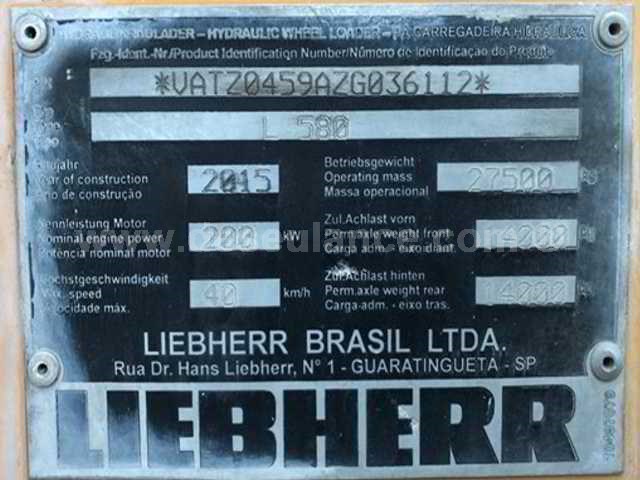 HYDRAULIC WHEEL LOADER - PÁ CARREGADEIRA HIDRÁULICA
Fzg.-Ident.-Nr/Product Identification Number/Número de Identificação do Produto
*VATZ0459AZG036112*
L 580
Baujahr
Year of construction
Ano de construção
2015
Betriebsgewicht
Operating mass
Massa operacional
27500 kg
Nennleistung Motor
Nominal engine power
Potência nominal motor
200 kW
Zul.Achlast vorn
Perm.axle weight front
Carga adm.- eixo diant.
Höchstgeschwindigkeit
Max. speed
Velocidade máx.
40 km/h
Zul.Achlast hinten
Perm.axle weight rear
Carga-adm. - eixo tras.
14000
LIEBHERR BRASIL LTDA.
Rua Dr. Hans Liebherr, N° 1 - GUARATINGUETA - SP
LIEBHERR